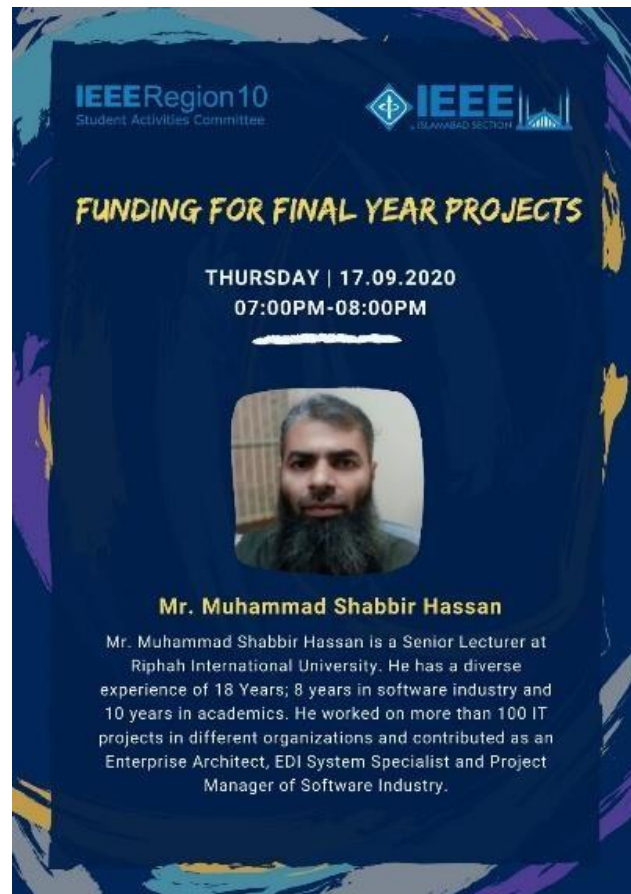 IEEE Region 10
Student Activities Committee
IEEE
ISLAMABAD SECTION
FUNDING FOR FINAL YEAR PROJECTS
THURSDAY | 17.09.2020
07:00PM-08:00PM
Mr. Muhammad Shabbir Hassan
Mr. Muhammad Shabbir Hassan is a Senior Lecturer at
Riphah International University. He has a diverse
experience of 18 Years; 8 years in software industry and
10 years in academics. He worked on more than 100 IT
projects in different organizations and contributed as an
Enterprise Architect, EDI System Specialist and Project
Manager of Software Industry.